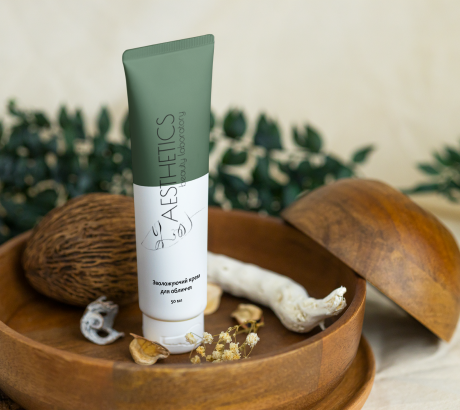 AESTHETICS
beauty laboratory
Зволожуючий крем
для обличчя
50 мл